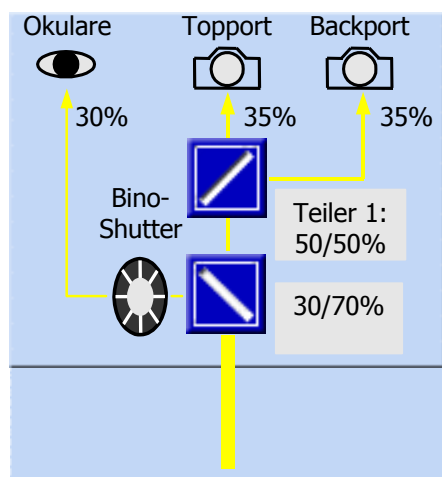 Okulare
Topport
Backport
30%
35%
35%
Bino-
Shutter
Teiler 1:
50/50%
30/70%